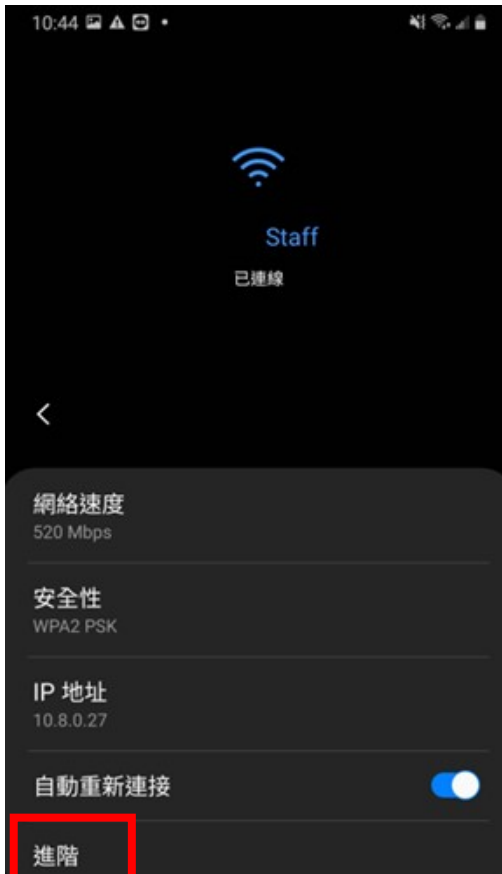 10:44
Staff
已連線
網絡速度
520 Mbps
安全性
WPA2 PSK
IP 地址
10.8.0.27
自動重新連接
進階